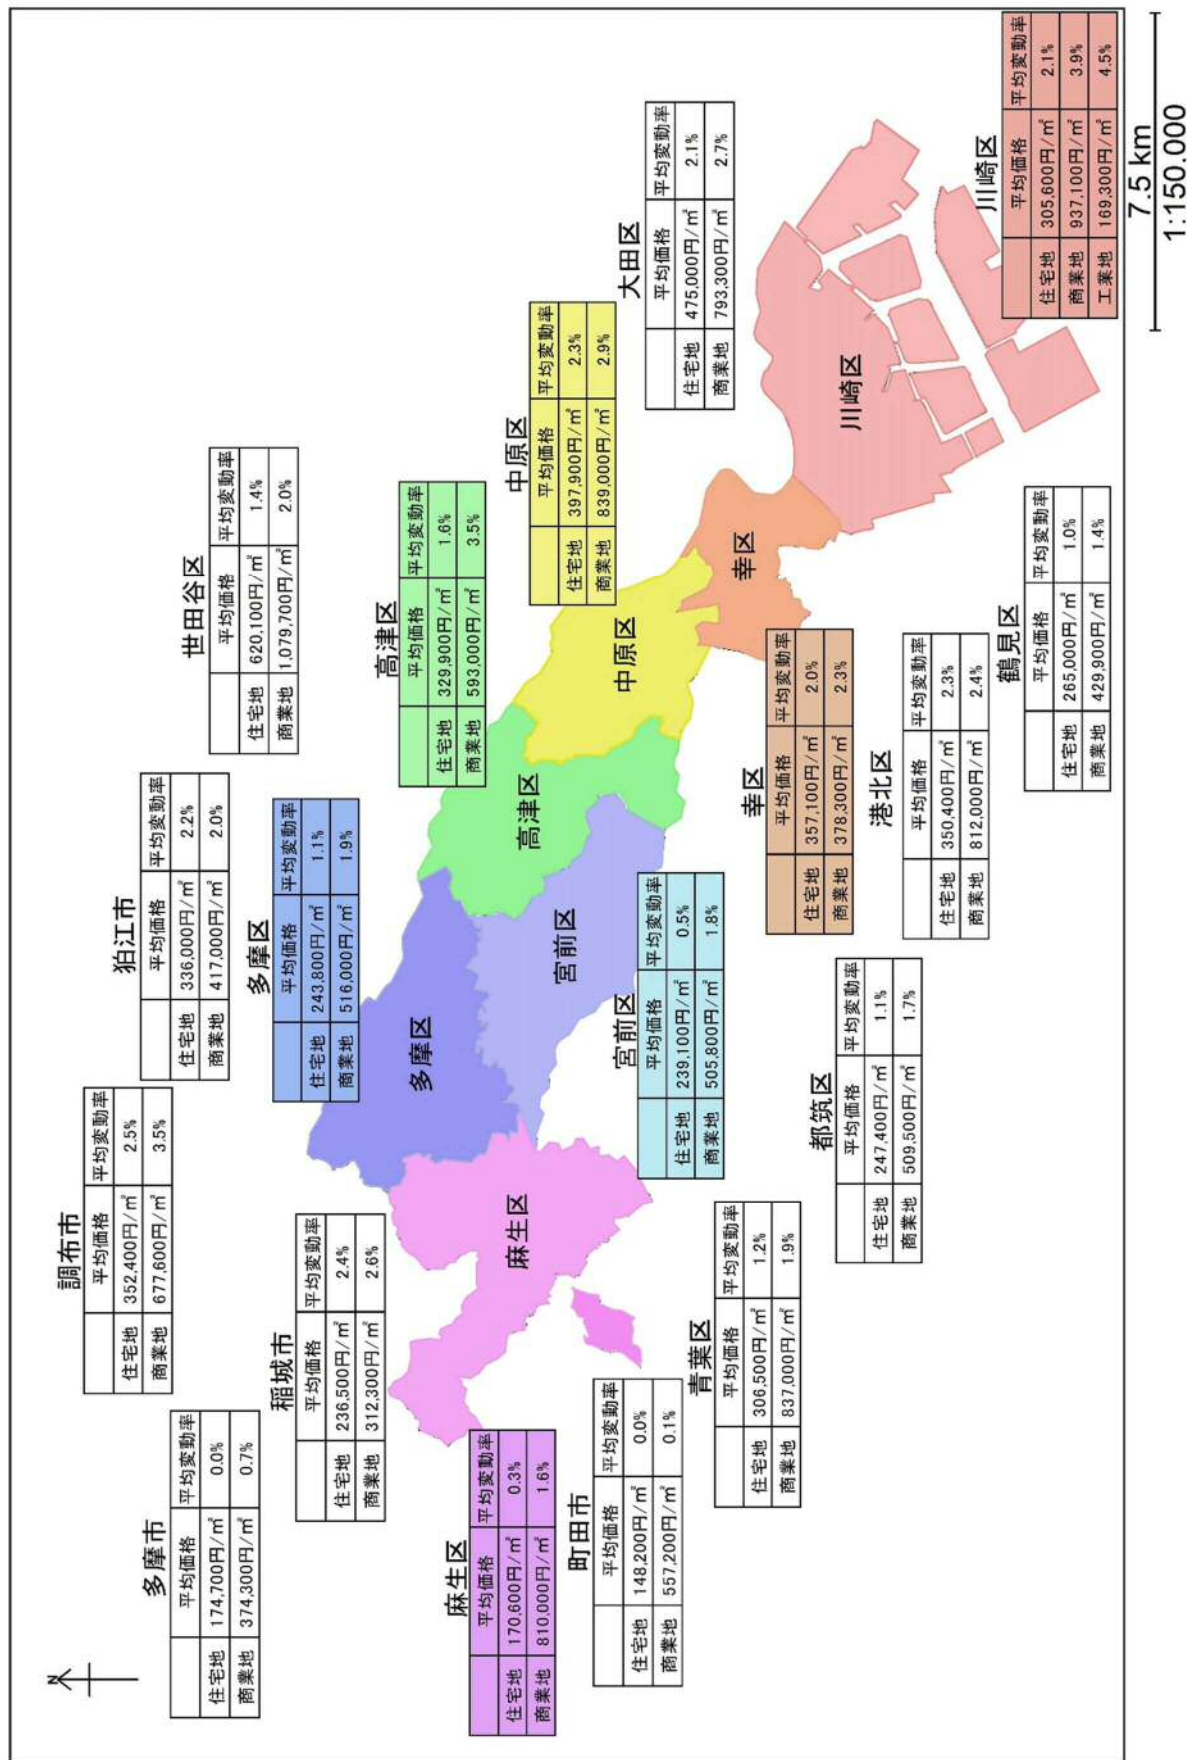 N
多摩市
平均価格 平均変動率
住宅地 174,700円/㎡ 0.0%
商業地 374,300円/㎡ 0.7%
調布市
平均価格 平均変動率
住宅地 352,400円/㎡ 2.5%
商業地 677,600円/㎡ 3.5%
狛江市
平均価格 平均変動率
住宅地 336,000円/㎡ 2.2%
商業地 417,000円/㎡ 2.0%
世田谷区
平均価格 平均変動率
住宅地 620,100円/㎡ 1.4%
商業地 1,079,700円/㎡ 2.0%
稲城市
平均価格 平均変動率
住宅地 236,500円/㎡ 2.4%
商業地 312,300円/㎡ 2.6%
多摩区
平均価格 平均変動率
住宅地 243,800円/㎡ 1.1%
商業地 516,000円/㎡ 1.9%
高津区
平均価格 平均変動率
住宅地 329,900円/㎡ 1.6%
商業地 593,000円/㎡ 3.5%
中原区
平均価格 平均変動率
住宅地 397,900円/㎡ 2.3%
商業地 839,000円/㎡ 2.9%
大田区
平均価格 平均変動率
住宅地 475,000円/㎡ 2.1%
商業地 793,300円/㎡ 2.7%
多摩区
麻生区
宮前区
高津区
中原区
幸区
川崎区
麻生区
平均価格 平均変動率
住宅地 170,600円/㎡ 0.3%
商業地 810,000円/㎡ 1.6%
町田市
平均価格 平均変動率
住宅地 148,200円/㎡ 0.0%
商業地 557,200円/㎡ 0.1%
宮前区
平均価格 平均変動率
住宅地 239,100円/㎡ 0.5%
商業地 505,800円/㎡ 1.8%
青葉区
平均価格 平均変動率
住宅地 306,500円/㎡ 1.2%
商業地 837,000円/㎡ 1.9%
幸区
平均価格 平均変動率
住宅地 357,100円/㎡ 2.0%
商業地 378,300円/㎡ 2.3%
都筑区
平均価格 平均変動率
住宅地 247,400円/㎡ 1.1%
商業地 509,500円/㎡ 1.7%
港北区
平均価格 平均変動率
住宅地 350,400円/㎡ 2.3%
商業地 812,000円/㎡ 2.4%
鶴見区
平均価格 平均変動率
住宅地 265,000円/㎡ 1.0%
商業地 429,900円/㎡ 1.4%
川崎区
平均価格 平均変動率
住宅地 305,600円/㎡ 2.1%
商業地 937,100円/㎡ 3.9%
工業地 169,300円/㎡ 4.5%
7.5 km
1:150.000